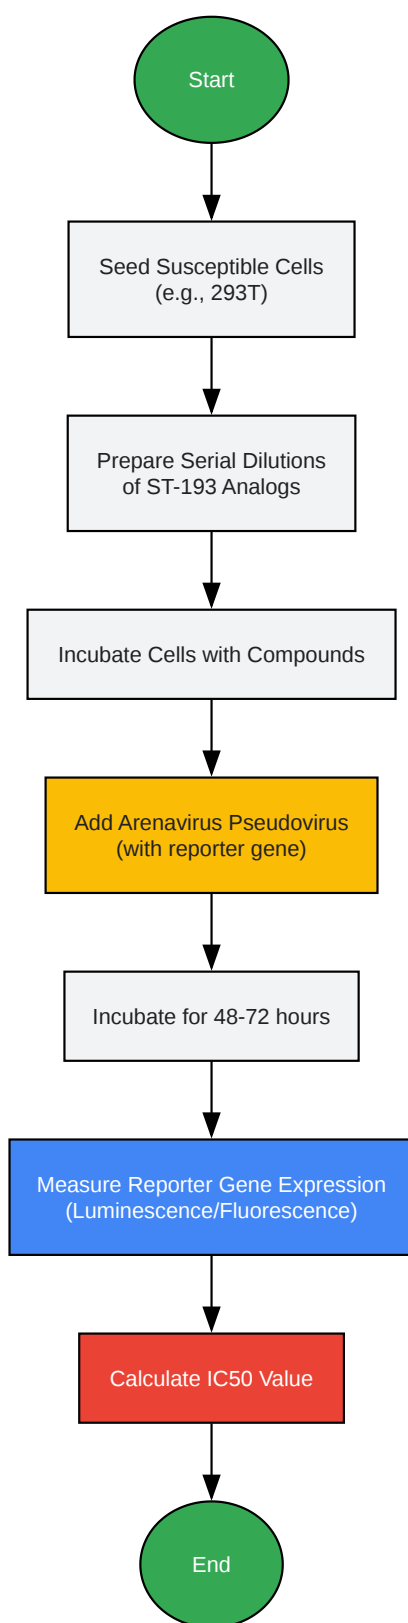 Start
Seed Susceptible Cells
(e.g., 293T)
Prepare Serial Dilutions
of ST-193 Analogs
Incubate Cells with Compounds
Add Arenavirus Pseudovirus
(with reporter gene)
Incubate for 48-72 hours
Measure Reporter Gene Expression
(Luminescence/Fluorescence)
Calculate IC50 Value
End